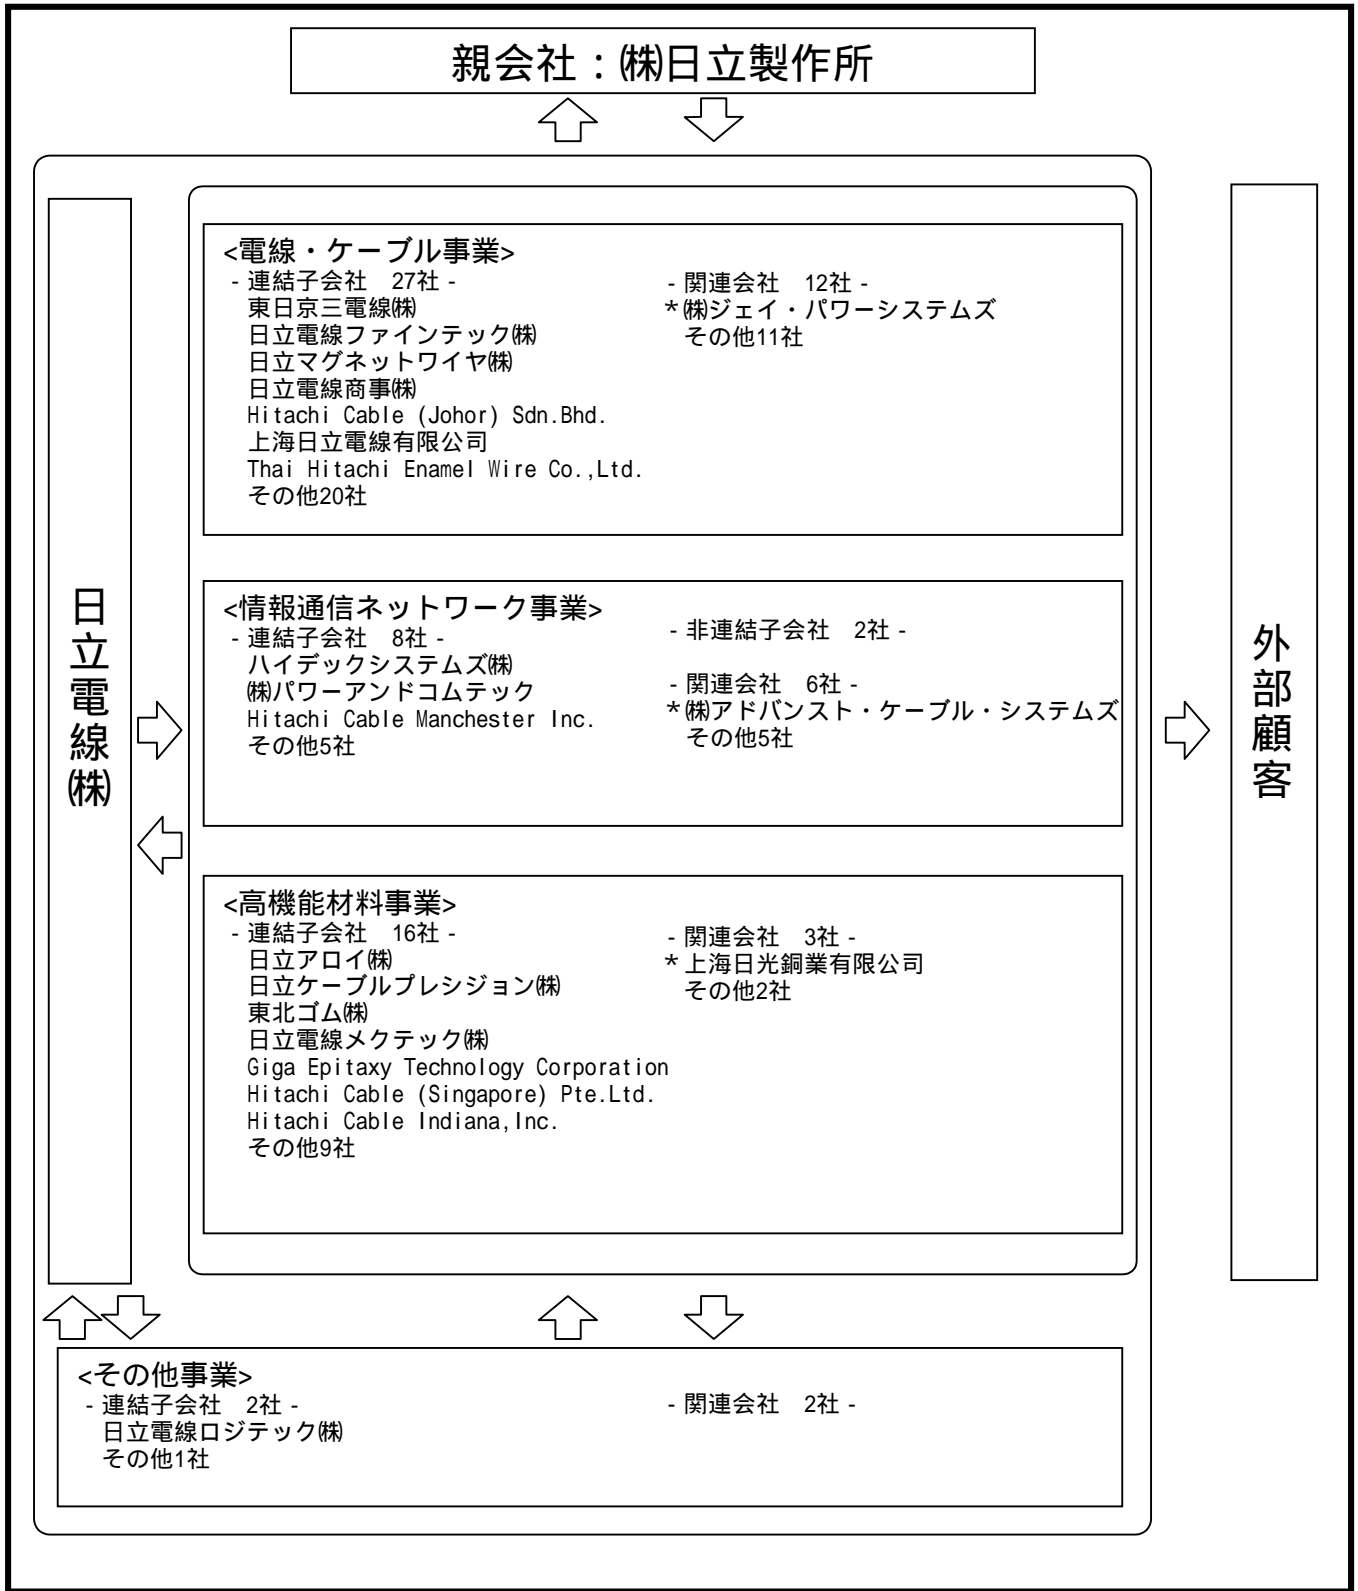 親会社：㈱日立製作所
日立電線㈱
<電線・ケーブル事業>
- 連結子会社　27社 -
東日京三電線㈱
日立電線ファインテック㈱
日立マグネットワイヤ㈱
日立電線商事㈱
Hitachi Cable (Johor) Sdn.Bhd.
上海日立電線有限公司
Thai Hitachi Enamel Wire Co.,Ltd.
その他20社
- 関連会社　12社 -
*㈱ジェイ・パワーシステムズ
その他11社
<情報通信ネットワーク事業>
- 連結子会社　8社 -
ハイデックシステムズ㈱
㈱パワーアンドコムテック
Hitachi Cable Manchester Inc.
その他5社
- 非連結子会社　2社 -
- 関連会社　6社 -
*㈱アドバンスト・ケーブル・システムズ
その他5社
<高機能材料事業>
- 連結子会社　16社 -
日立アロイ㈱
日立ケーブルプレシジョン㈱
東北ゴム㈱
日立電線メクテック㈱
Giga Epitaxy Technology Corporation
Hitachi Cable (Singapore) Pte.Ltd.
Hitachi Cable Indiana,Inc.
その他9社
- 関連会社　3社 -
*上海日光銅業有限公司
その他2社
外部顧客
<その他事業>
- 連結子会社　2社 -
日立電線ロジテック㈱
その他1社
- 関連会社　2社 -